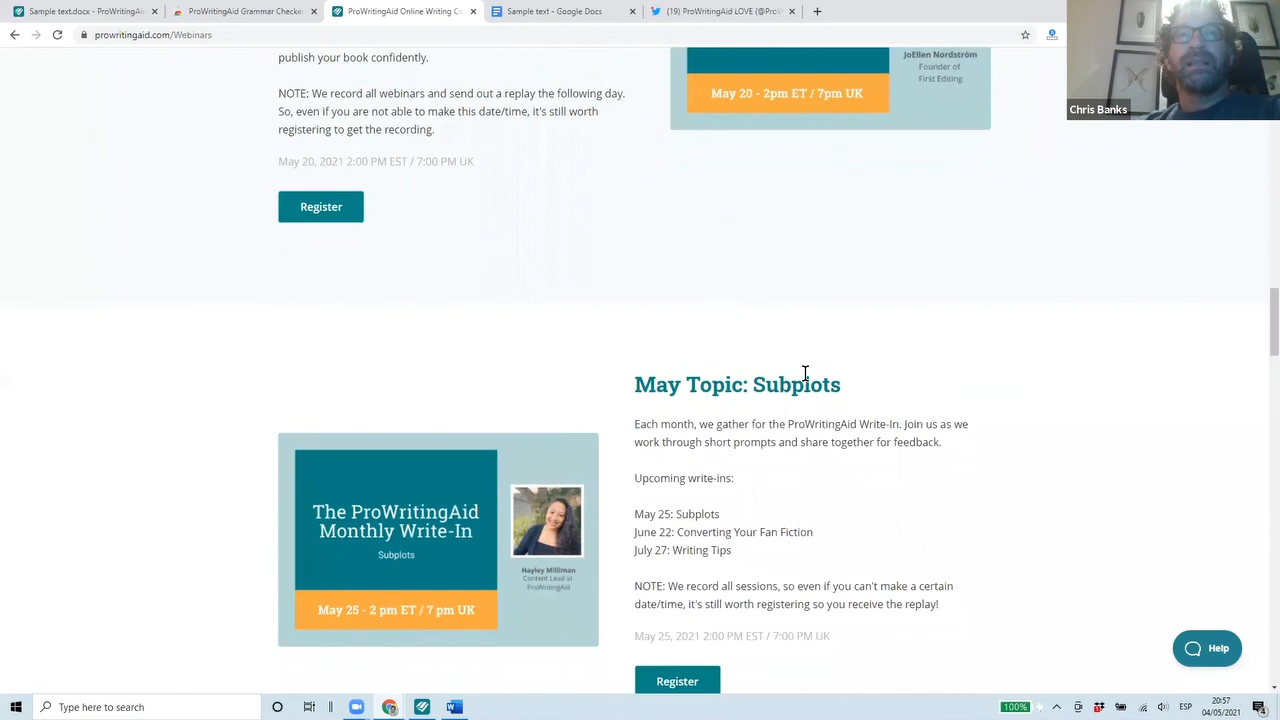 Sample text.docx - ProWritingAid
ProWritingAid Grammar Checke
ProWritingAid Online Writing Co
Sample text - Google Docs
(19) ProWritingAid LOVE (@ProW
prowritingaid.com/Webinars
publish your book confidently.
NOTE: We record all webinars and send out a replay the following day.
So, even if you are not able to make this date/time, it's still worth
registering to get the recording.
May 20, 2021 2:00 PM EST / 7:00 PM UK
Register
JoEllen Nordström
Founder of
First Editing
May 20 - 2pm ET / 7pm UK
Chris Banks
May Topic: Subplots
Each month, we gather for the ProWritingAid Write-In. Join us as we
work through short prompts and share together for feedback.
Upcoming write-ins:
May 25: Subplots
June 22: Converting Your Fan Fiction
July 27: Writing Tips
NOTE: We record all sessions, so even if you can't make a certain
date/time, it's still worth registering so you receive the replay!
May 25, 2021 2:00 PM EST / 7:00 PM UK
Register
The ProWritingAid
Monthly Write-In
Subplots
Hayley Milliman
Content Lead at
ProWritingAid
May 25 - 2 pm ET / 7 pm UK
Help
Type here to search
100%
ESP
20:57
04/05/2021